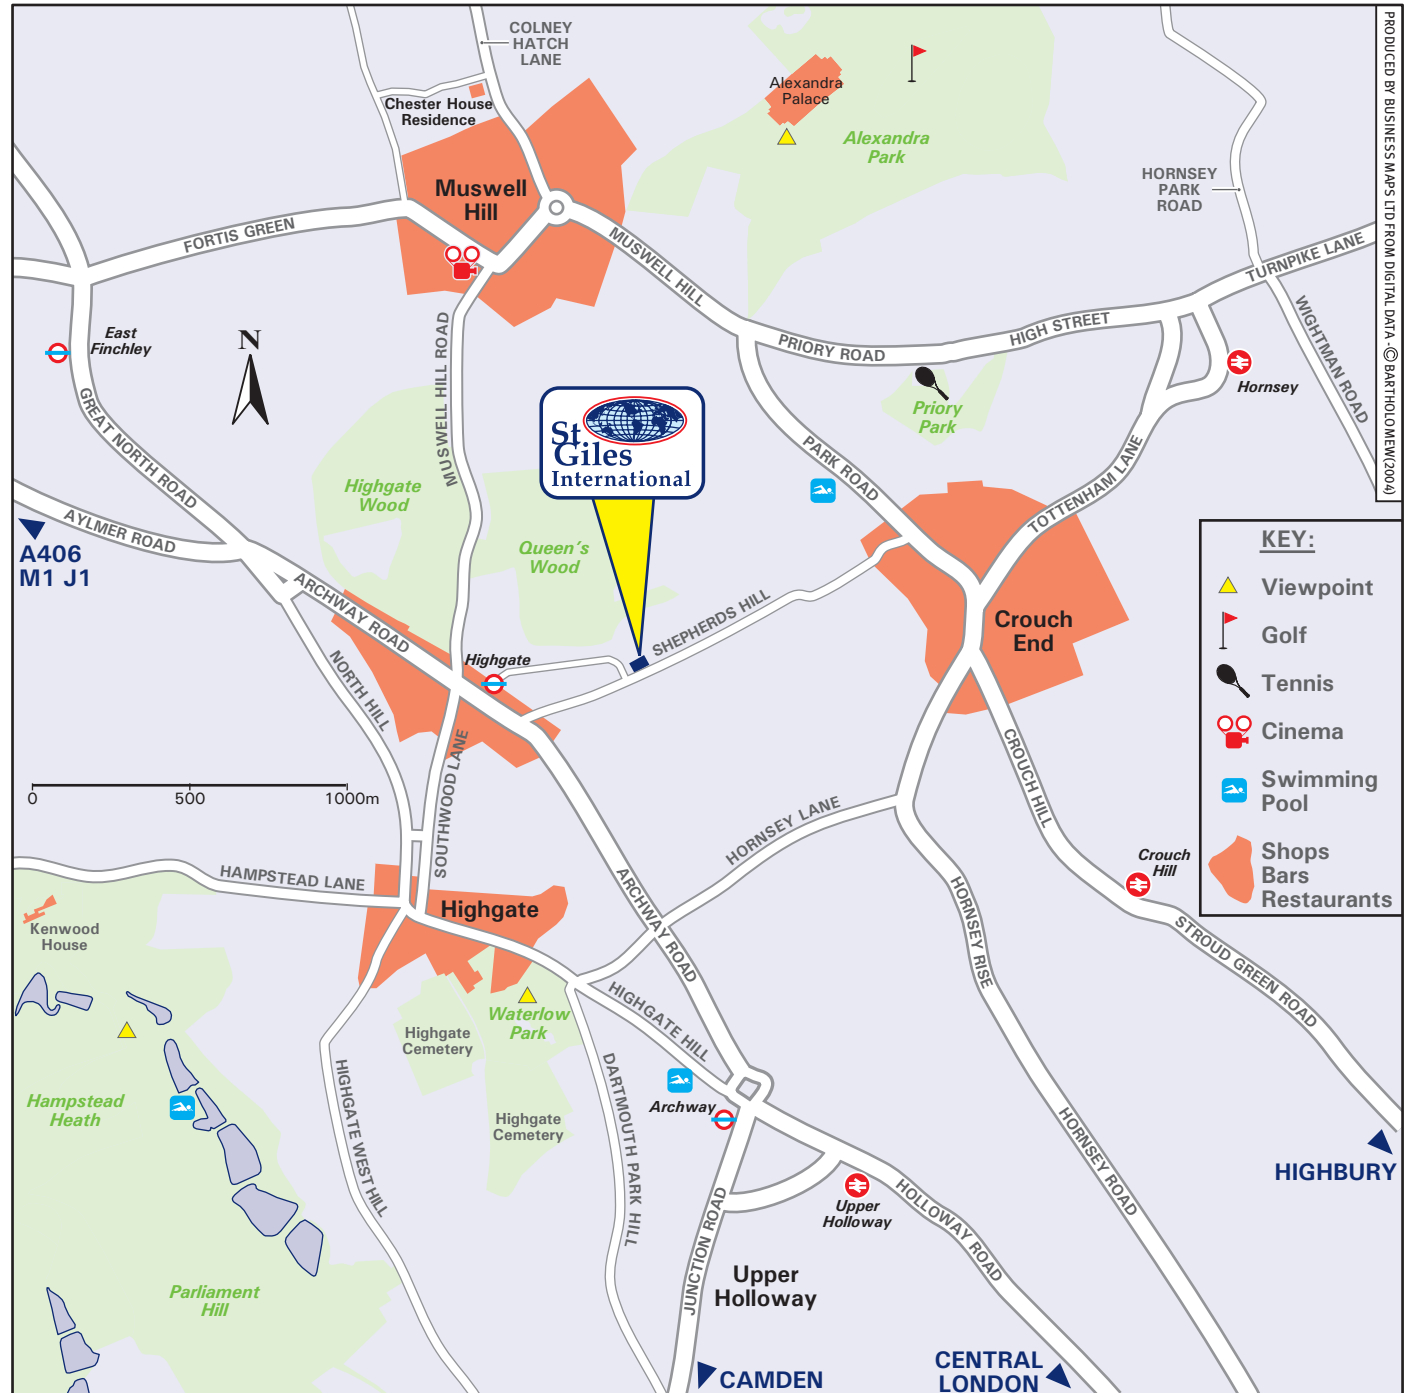 COLNEY
HATCH
LANE
Chester House
Residence
Alexandra
Palace
Alexandra
Park
HORNSEY
PARK
ROAD
PRODUCED BY BUSINESS MAPS LTD FROM DIGITAL DATA - © BARTHOLOMEW(2004)
Muswell
Hill
FORTIS GREEN
MUSWELL HILL
TURNPIKE LANE
WIGHTMAN ROAD
East
Finchley
N
MUSWELL HILL ROAD
PRIORY ROAD
HIGH STREET
Hornsey
Priory
Park
GREAT NORTH ROAD
St
Giles
International
PARK ROAD
TOTTENHAM LANE
Highgate
Wood
Queen's
Wood
AYLMER ROAD
A406
M1 J1
ARCHWAY ROAD
SHEPHERDS HILL
Crouch
End
Highgate
NORTH HILL
SOUTHWOOD LANE
CROUCH HILL
0 500 1000m
HORNSEY LANE
KEY:
Viewpoint
Golf
Tennis
Cinema
Swimming
Pool
Shops
Bars
Restaurants
Crouch
Hill
HAMPSTEAD LANE
Highgate
ARCHWAY ROAD
HORNSEY RISE
STROUD GREEN ROAD
Kenwood
House
Waterlow
Park
Highgate
Cemetery
HIGHGATE HILL
Hampstead
Heath
HIGHGATE WEST HILL
Highgate
Cemetery
DARTMOUTH PARK HILL
Archway
HORNSEY ROAD
HIGHBURY
Upper
Holloway
HOLLOWAY ROAD
JUNCTION ROAD
Upper
Holloway
Parliament
Hill
CAMDEN
CENTRAL
LONDON